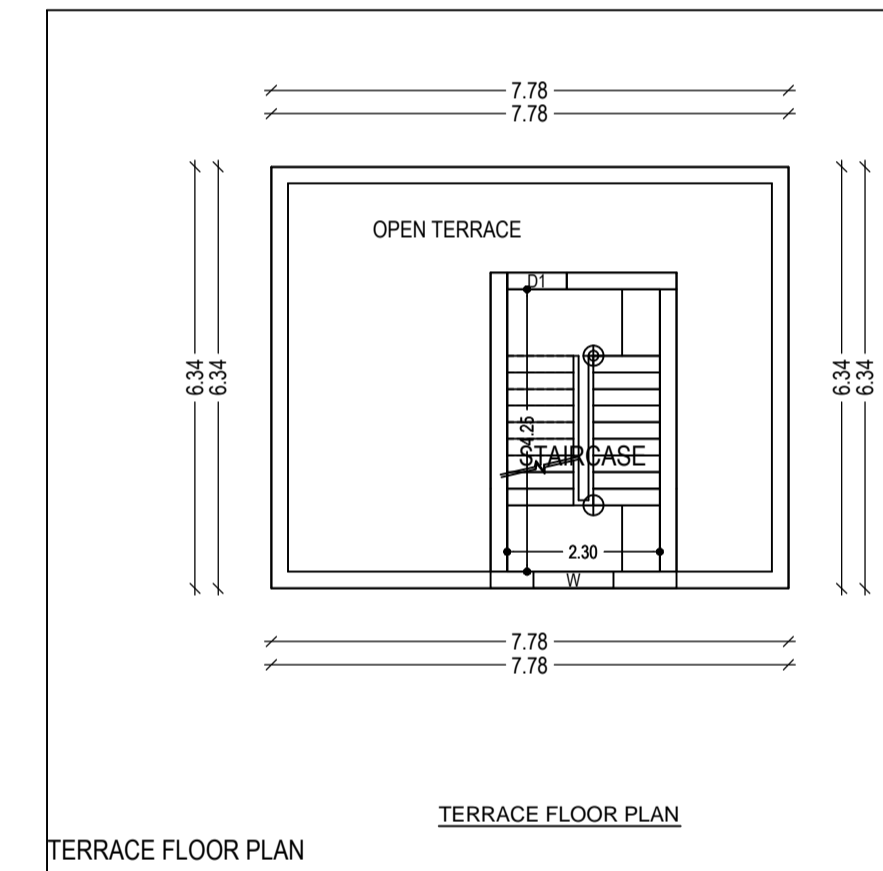 7.78
7.78
OPEN TERRACE
D1
6.34
6.34
6.34
6.34
4.25
STAIRCASE
2.30
W
7.78
7.78
TERRACE FLOOR PLAN
TERRACE FLOOR PLAN